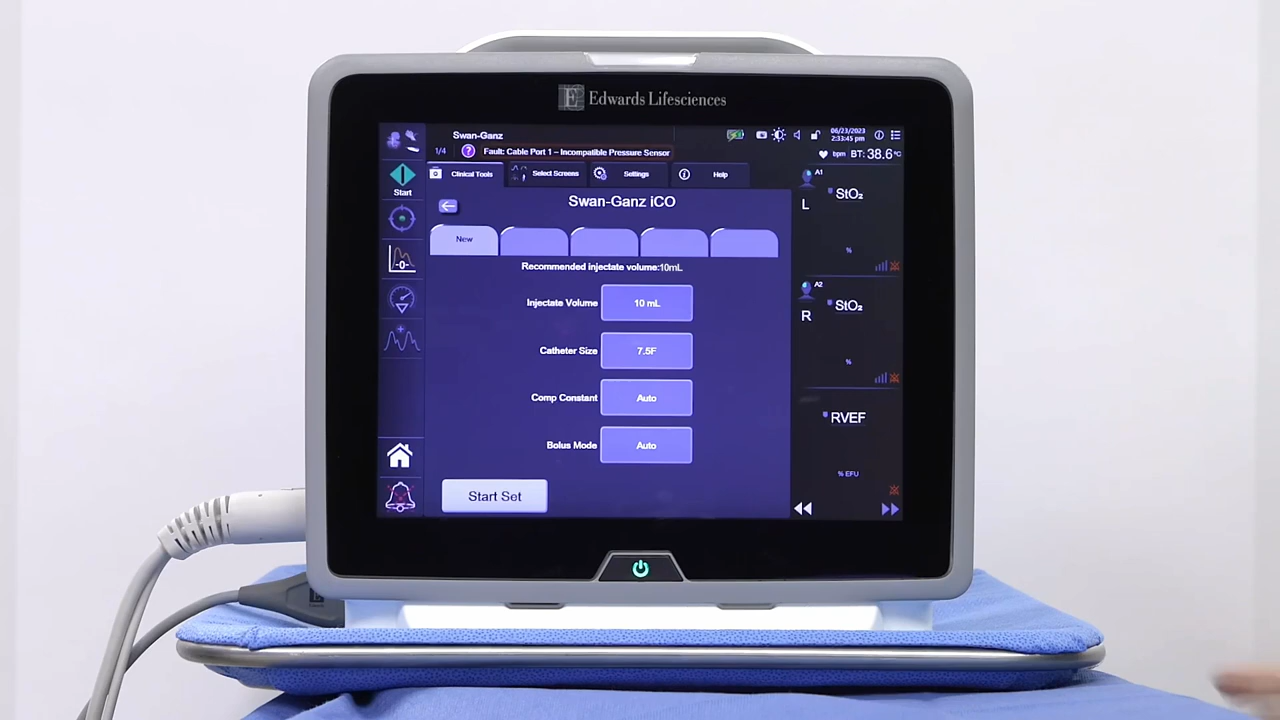 E Edwards Lifesciences
Swan-Ganz
06/23/2023
2:33:45 pm
1/4 ? Fault: Cable Port 1 – Incompatible Pressure Sensor
bpm BT: 38.6°C
Start
Clinical Tools Select Screens Settings Help
Swan-Ganz iCO
New
Recommended injectate volume:10mL
Injectate Volume 10 mL
Catheter Size 7.5F
Comp Constant Auto
Bolus Mode Auto
Start Set
-0-
A1
L StO₂
%
A2
R StO₂
%
RVEF
% EFU